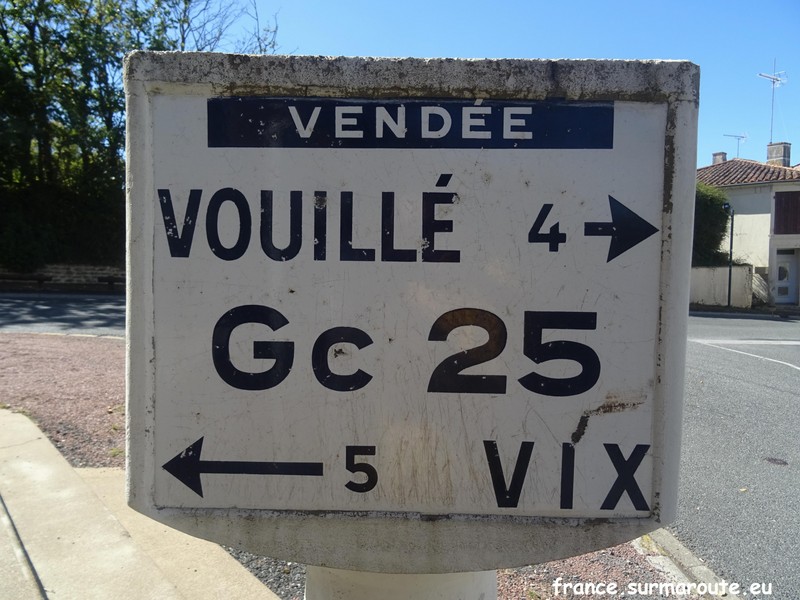 VENDÉE
VOUILLÉ 4
Gc 25
5 VIX
france.surmaroute.eu